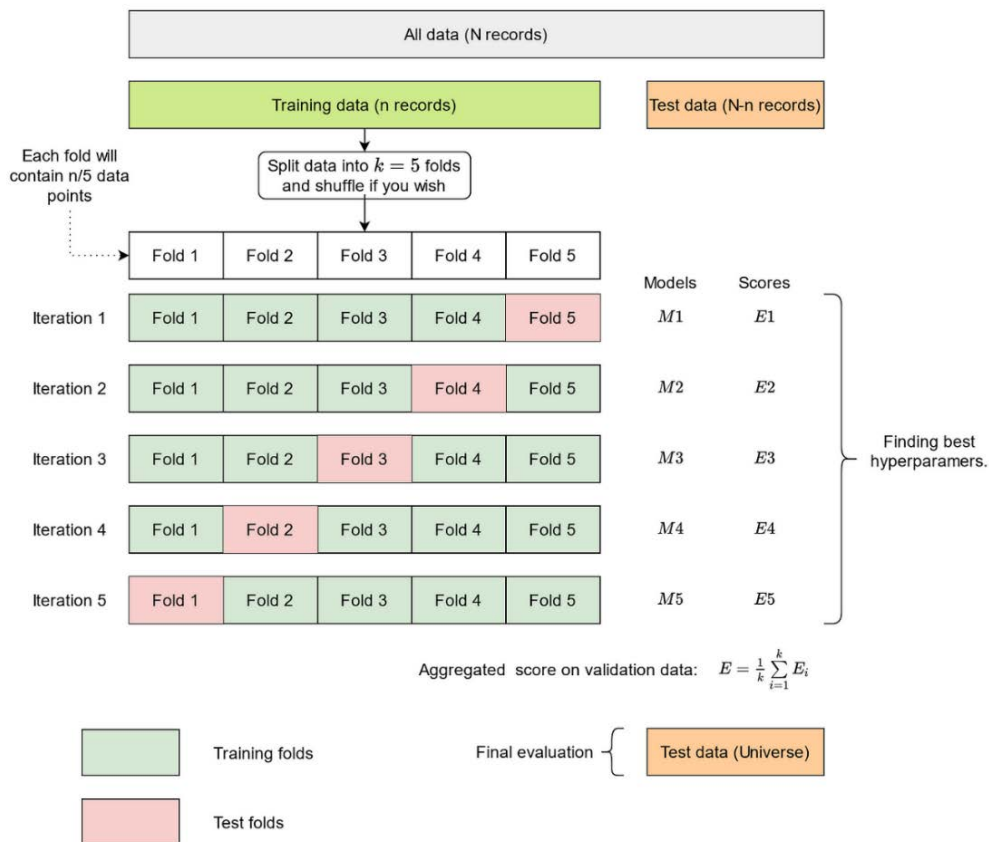 All data (N records)
Training data (n records)
Test data (N-n records)
Each fold will
contain n/5 data
points
Split data into k = 5 folds
and shuffle if you wish
Fold 1 Fold 2 Fold 3 Fold 4 Fold 5
Models Scores
Iteration 1 Fold 1 Fold 2 Fold 3 Fold 4 Fold 5 M1 E1
Iteration 2 Fold 1 Fold 2 Fold 3 Fold 4 Fold 5 M2 E2
Iteration 3 Fold 1 Fold 2 Fold 3 Fold 4 Fold 5 M3 E3
Iteration 4 Fold 1 Fold 2 Fold 3 Fold 4 Fold 5 M4 E4
Iteration 5 Fold 1 Fold 2 Fold 3 Fold 4 Fold 5 M5 E5
Finding best
hyperparamers.
Aggregated score on validation data: E = 1/k ∑_{i=1}^{k} E_i
Training folds
Final evaluation
Test data (Universe)
Test folds